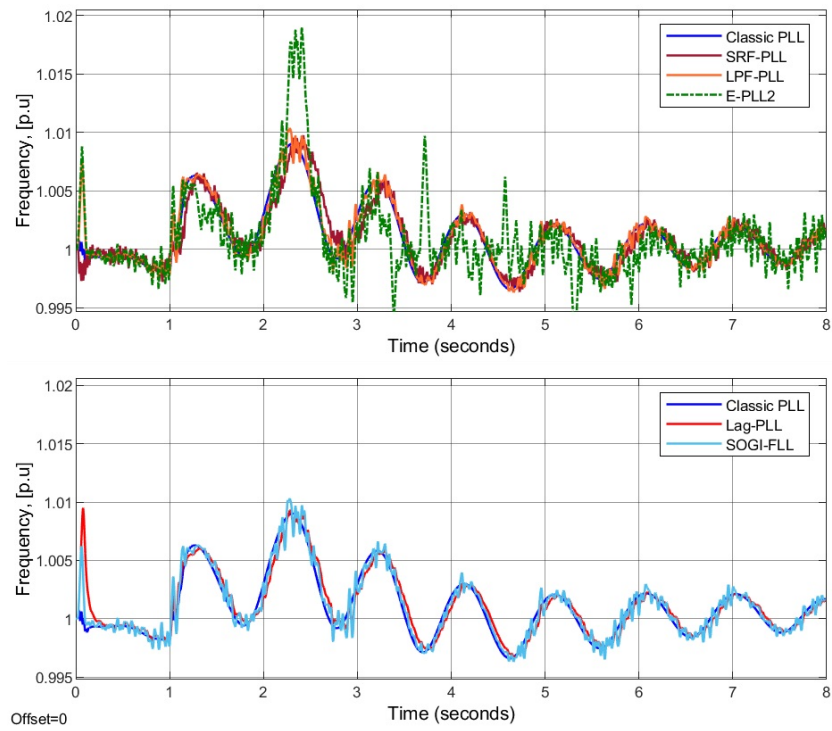 1.02
1.015
1.01
1.005
1
0.995
Frequency, [p.u]
Classic PLL
SRF-PLL
LPF-PLL
E-PLL2
0 1 2 3 4 5 6 7 8
Time (seconds)
1.02
1.015
1.01
1.005
1
0.995
Frequency, [p.u]
Classic PLL
Lag-PLL
SOGI-FLL
0 1 2 3 4 5 6 7 8
Time (seconds)
Offset=0